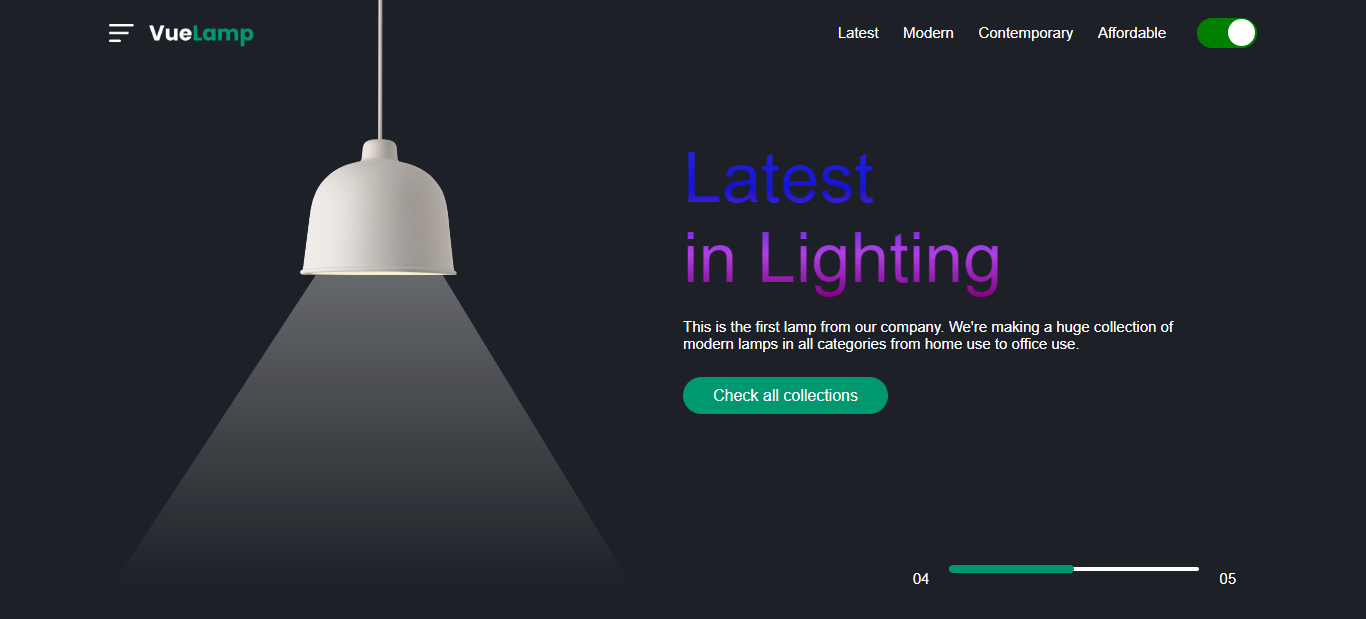 VueLamp
Latest Modern Contemporary Affordable
Latest
in Lighting
This is the first lamp from our company. We're making a huge collection of
modern lamps in all categories from home use to office use.
Check all collections
04 05